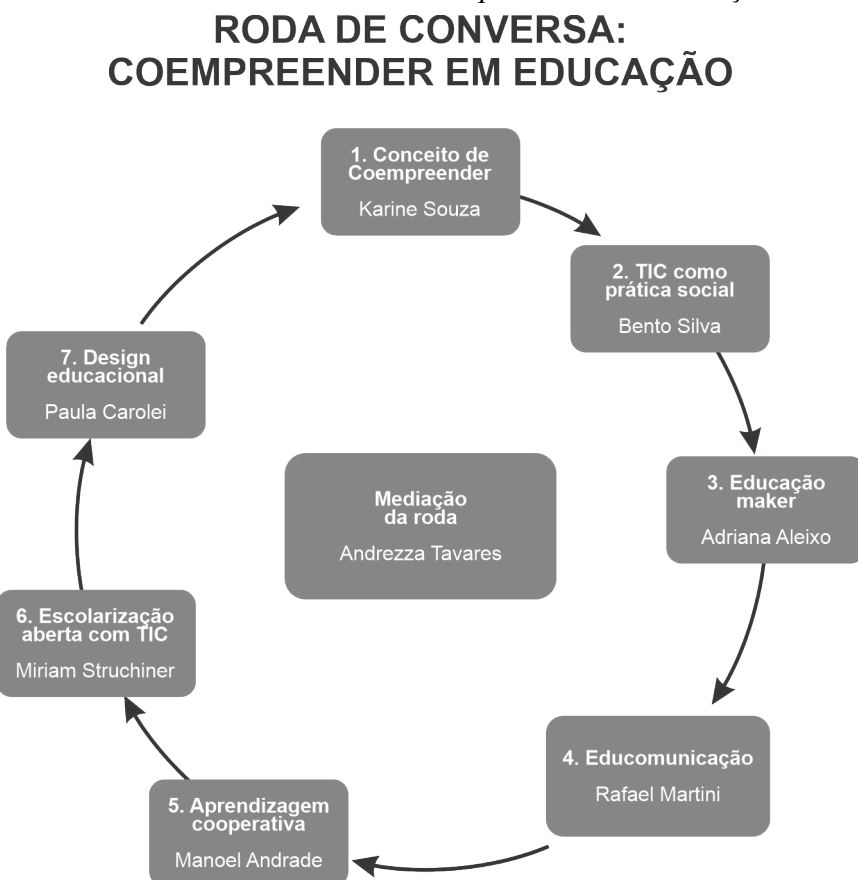 RODA DE CONVERSA:
COEMPREENDER EM EDUCAÇÃO
1. Conceito de
Coempreender
Karine Souza
2. TIC como
prática social
Bento Silva
3. Educação
maker
Adriana Aleixo
4. Educomunicação
Rafael Martini
5. Aprendizagem
cooperativa
Manoel Andrade
6. Escolarização
aberta com TIC
Miriam Struchiner
7. Design
educacional
Paula Carolei
Mediação
da roda
Andrezza Tavares